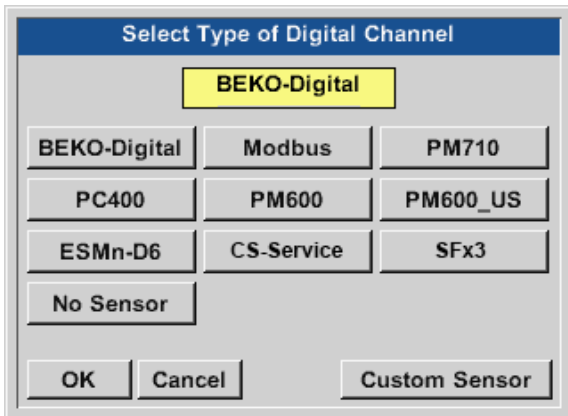 Select Type of Digital Channel
BEKO-Digital
BEKO-Digital Modbus PM710
PC400 PM600 PM600_US
ESMn-D6 CS-Service SFx3
No Sensor
OK Cancel Custom Sensor